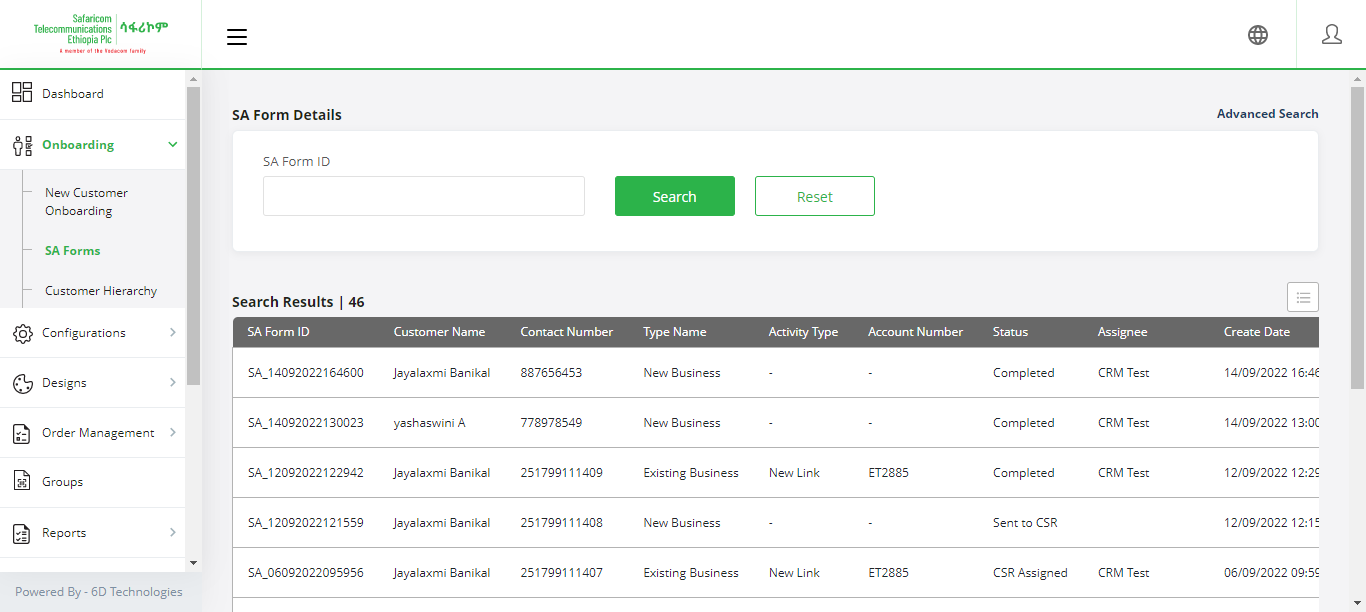 Safaricom
Telecommunications
Ethiopia Plc
ሳፋሪኮም
A member of the Vodacom family
Dashboard
Onboarding
New Customer
Onboarding
SA Forms
Customer Hierarchy
Configurations
Designs
Order Management
Groups
Reports
Powered By - 6D Technologies
SA Form Details
Advanced Search
SA Form ID
Search
Reset
Search Results | 46
SA Form ID Customer Name Contact Number Type Name Activity Type Account Number Status Assignee Create Date
SA_14092022164600 Jayalaxmi Banikal 887656453 New Business - - Completed CRM Test 14/09/2022 16:46
SA_14092022130023 yashaswini A 778978549 New Business - - Completed CRM Test 14/09/2022 13:00
SA_12092022122942 Jayalaxmi Banikal 251799111409 Existing Business New Link ET2885 Completed CRM Test 12/09/2022 12:29
SA_12092022121559 Jayalaxmi Banikal 251799111408 New Business - - Sent to CSR 12/09/2022 12:15
SA_06092022095956 Jayalaxmi Banikal 251799111407 Existing Business New Link ET2885 CSR Assigned CRM Test 06/09/2022 09:59